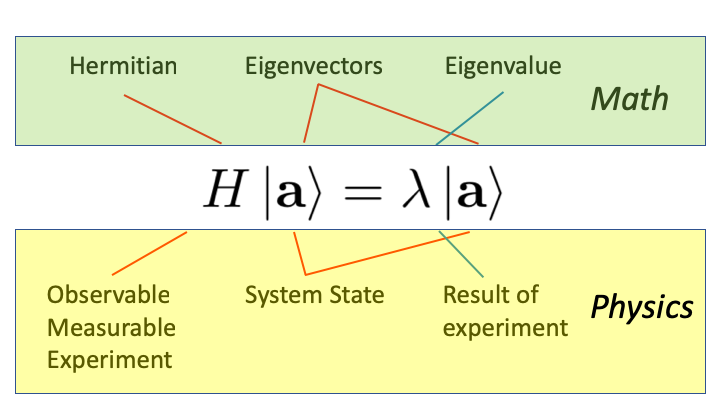 Hermitian Eigenvectors Eigenvalue
Math
H |a⟩ = λ |a⟩
Observable System State Result of
Measurable experiment
Experiment
Physics